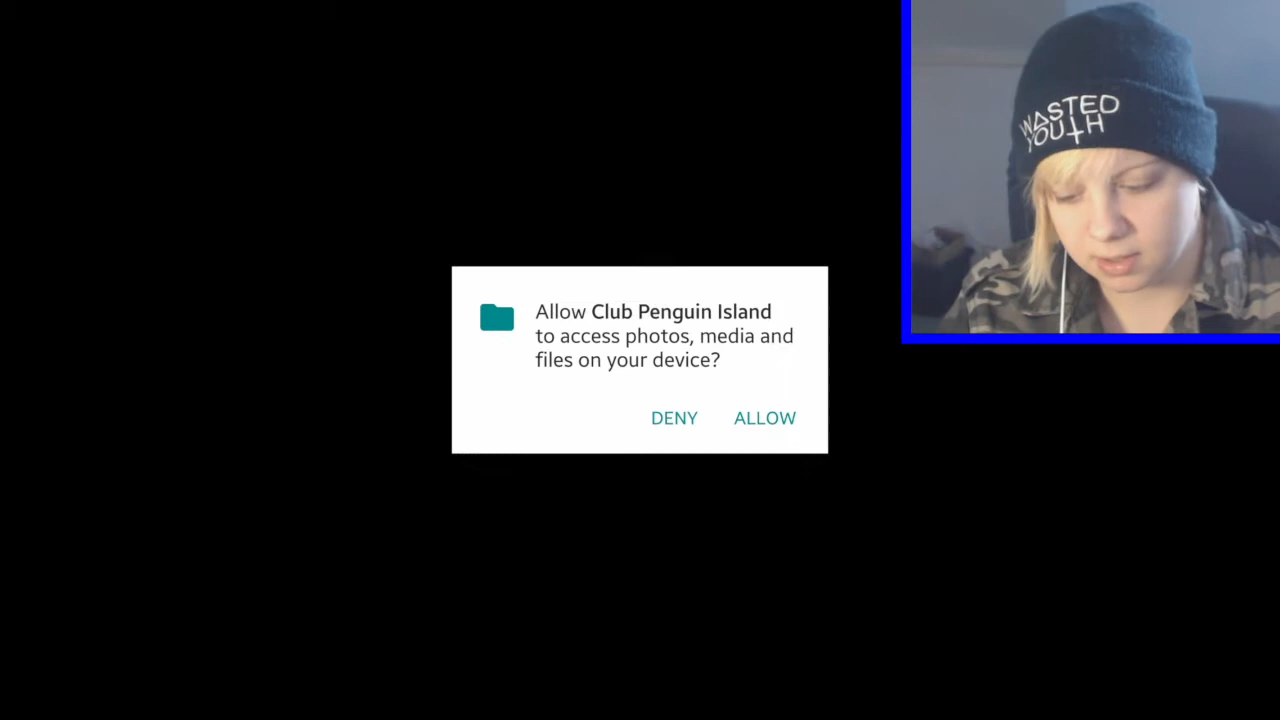 WASTED
YOUTH
Allow Club Penguin Island
to access photos, media and
files on your device?
DENY ALLOW